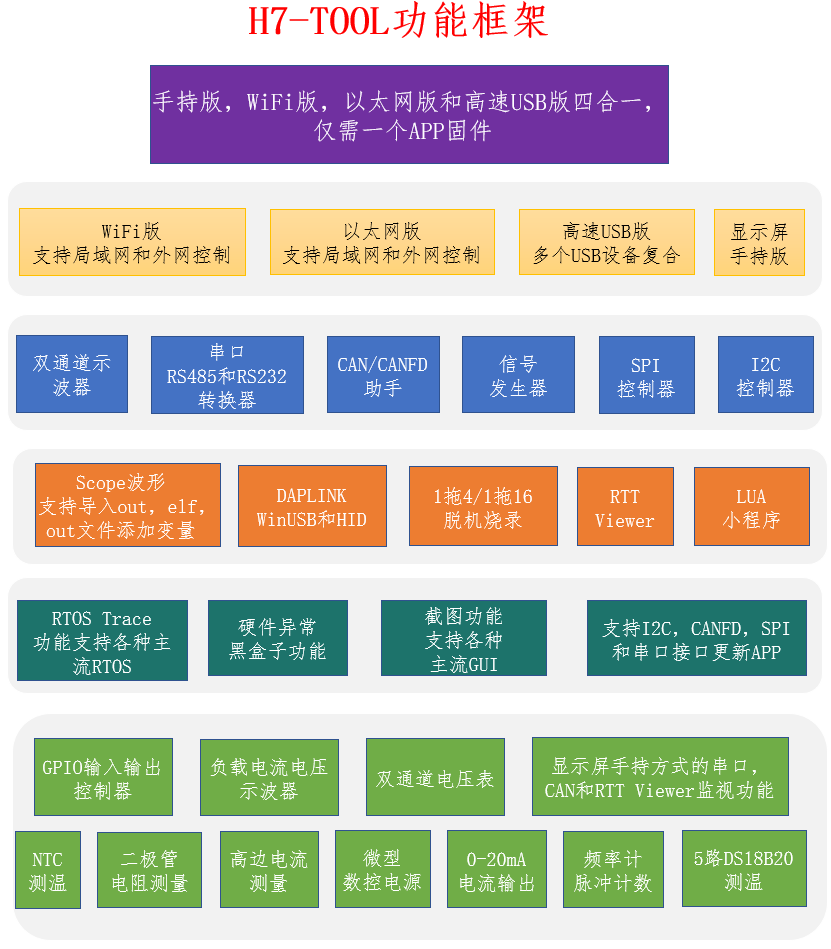 H7-TOOL功能框架
手持版，WiFi版，以太网版和高速USB版四合一，
仅需一个APP固件
WiFi版
支持局域网和外网控制
以太网版
支持局域网和外网控制
高速USB版
多个USB设备复合
显示屏
手持版
双通道示
波器
串口
RS485和RS232
转换器
CAN/CANFD
助手
信号
发生器
SPI
控制器
I2C
控制器
Scope波形
支持导入out，elf，
out文件添加变量
DAPLINK
WinUSB和HID
1拖4/1拖16
脱机烧录
RTT
Viewer
LUA
小程序
RTOS Trace
功能支持各种主
流RTOS
硬件异常
黑盒子功能
截图功能
支持各种
主流GUI
支持I2C，CANFD，SPI
和串口接口更新APP
GPIO输入输出
控制器
负载电流电压
示波器
双通道电压表
显示屏手持方式的串口，
CAN和RTT Viewer监视功能
NTC
测温
二极管
电阻测量
高边电流
测量
微型
数控电源
0-20mA
电流输出
频率计
脉冲计数
5路DS18B20
测温